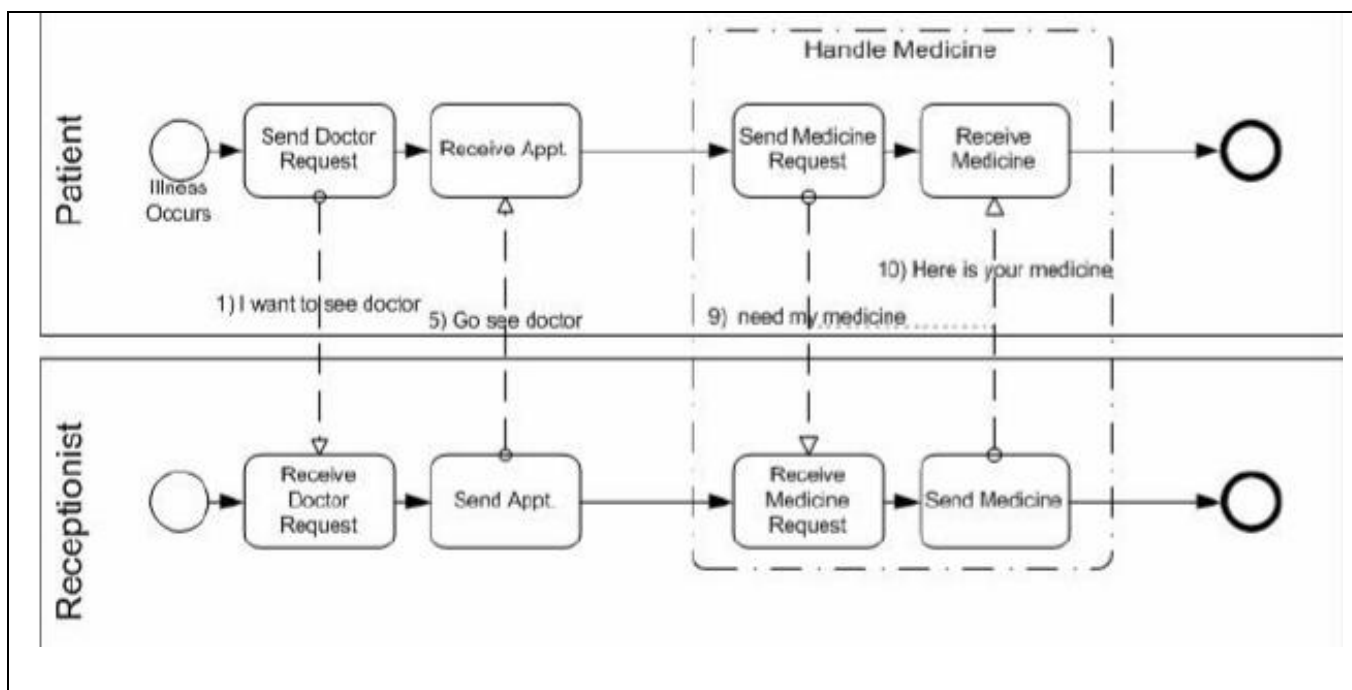 Handle Medicine
Patient
Send Doctor
Request
Receive Appt.
Send Medicine
Request
Receive
Medicine
Illness
Occurs
10) Here is your medicine
1) I want to see doctor
5) Go see doctor
9) need my medicine
Receptionist
Receive
Doctor
Request
Send Appt.
Receive
Medicine
Request
Send Medicine